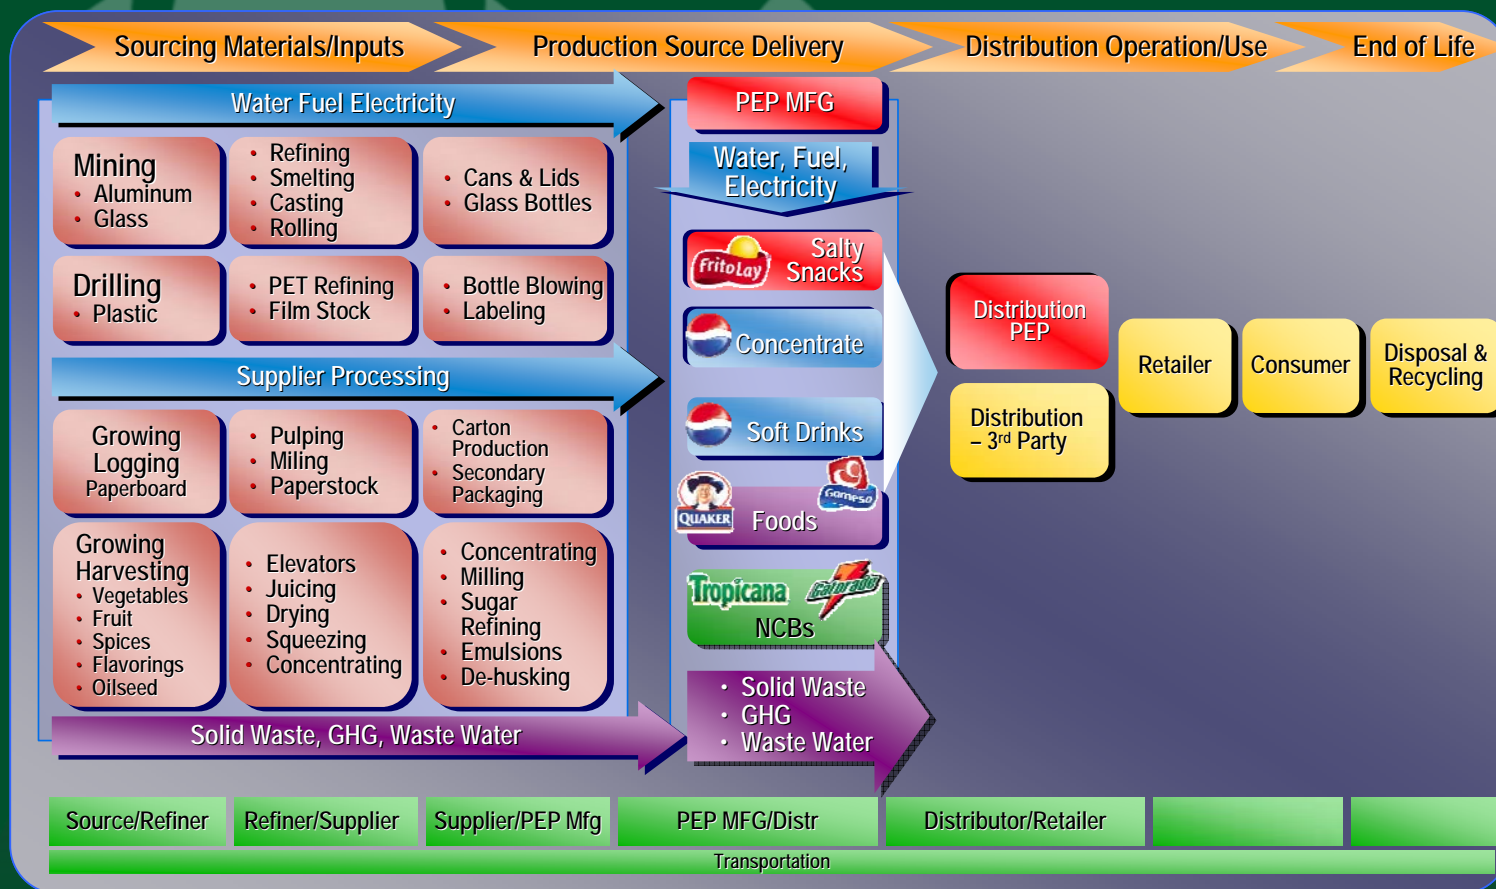 Sourcing Materials/Inputs
Production Source Delivery
Distribution Operation/Use
End of Life
Water Fuel Electricity
Mining
• Aluminum
• Glass
• Refining
• Smelting
• Casting
• Rolling
• Cans & Lids
• Glass Bottles
Drilling
• Plastic
• PET Refining
• Film Stock
• Bottle Blowing
• Labeling
Supplier Processing
Growing
Logging
Paperboard
• Pulping
• Miling
• Paperstock
• Carton
Production
• Secondary
Packaging
Growing
Harvesting
• Vegetables
• Fruit
• Spices
• Flavorings
• Oilseed
• Elevators
• Juicing
• Drying
• Squeezing
• Concentrating
• Concentrating
• Milling
• Sugar
Refining
• Emulsions
• De-husking
Solid Waste, GHG, Waste Water
PEP MFG
Water, Fuel,
Electricity
FritoLay
Salty
Snacks
Concentrate
Soft Drinks
QUAKER
Gamesa
Foods
Tropicana
Gatorade
NCBs
• Solid Waste
• GHG
• Waste Water
Distribution
PEP
Distribution
– 3rd Party
Retailer
Consumer
Disposal &
Recycling
Source/Refiner
Refiner/Supplier
Supplier/PEP Mfg
PEP MFG/Distr
Distributor/Retailer
Transportation